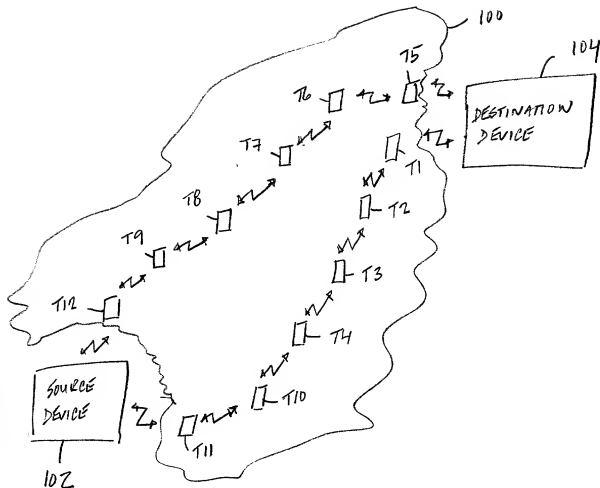 100
104
T5
T6
DESTINATION
DEVICE
T7
T1
T8
T2
T9
T3
T12
T4
SOURCE
DEVICE
T10
T11
102